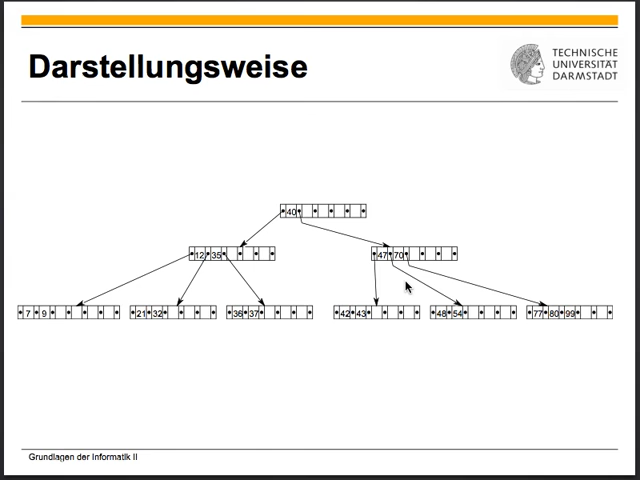 Darstellungsweise
TECHNISCHE
UNIVERSITÄT
DARMSTADT
40
12 35
47 70
7 9
21 32
36 37
42 43
48 54
77 80 99
Grundlagen der Informatik II